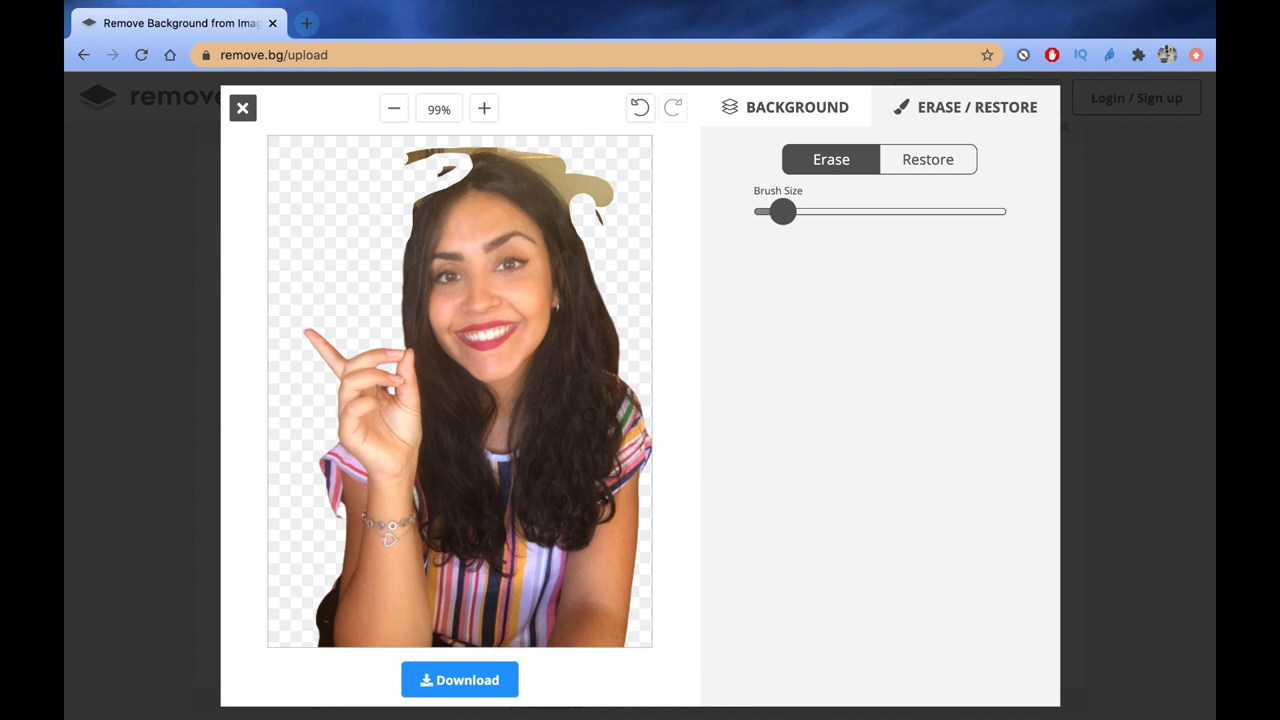 Remove Background from Imag
remove.bg/upload
IQ
remove
Login / Sign up
99%
BACKGROUND
ERASE / RESTORE
Erase
Restore
Brush Size
Download